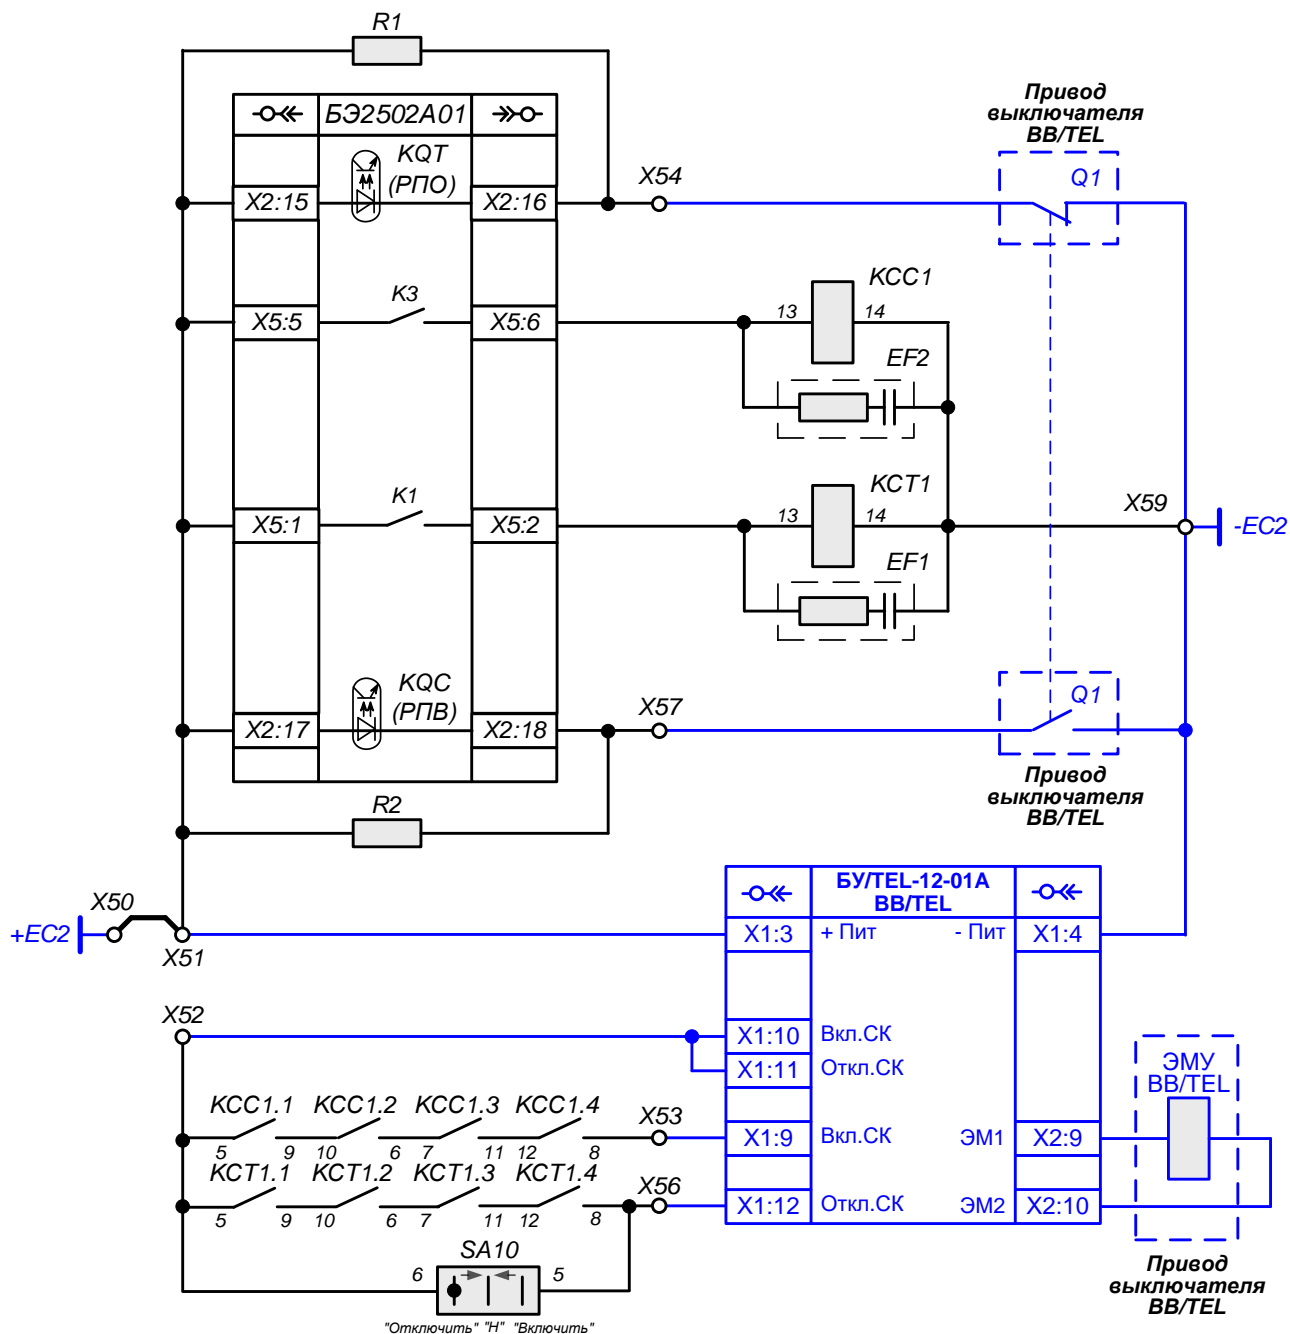 R1
БЭ2502А01
KQT
(РПО)
X2:15
X2:16
X54
Привод
выключателя
BB/TEL
Q1
K3
X5:5
X5:6
KCC1
13
14
EF2
K1
X5:1
X5:2
KCT1
13
14
EF1
X59
-EC2
KQC
(РПВ)
X2:17
X2:18
X57
Q1
Привод
выключателя
BB/TEL
R2
X50
+EC2
X51
БУ/TEL-12-01A
BB/TEL
X1:3
+ Пит
- Пит
X1:4
X52
X1:10
Вкл.СК
X1:11
Откл.СК
KCC1.1
KCC1.2
KCC1.3
KCC1.4
X53
5
9
10
6
7
11
12
8
X1:9
Вкл.СК
ЭМ1
X2:9
KCT1.1
KCT1.2
KCT1.3
KCT1.4
X56
5
9
10
6
7
11
12
8
X1:12
Откл.СК
ЭМ2
X2:10
ЭМУ
BB/TEL
Привод
выключателя
BB/TEL
SA10
6
5
"Отключить" "Н" "Включить"